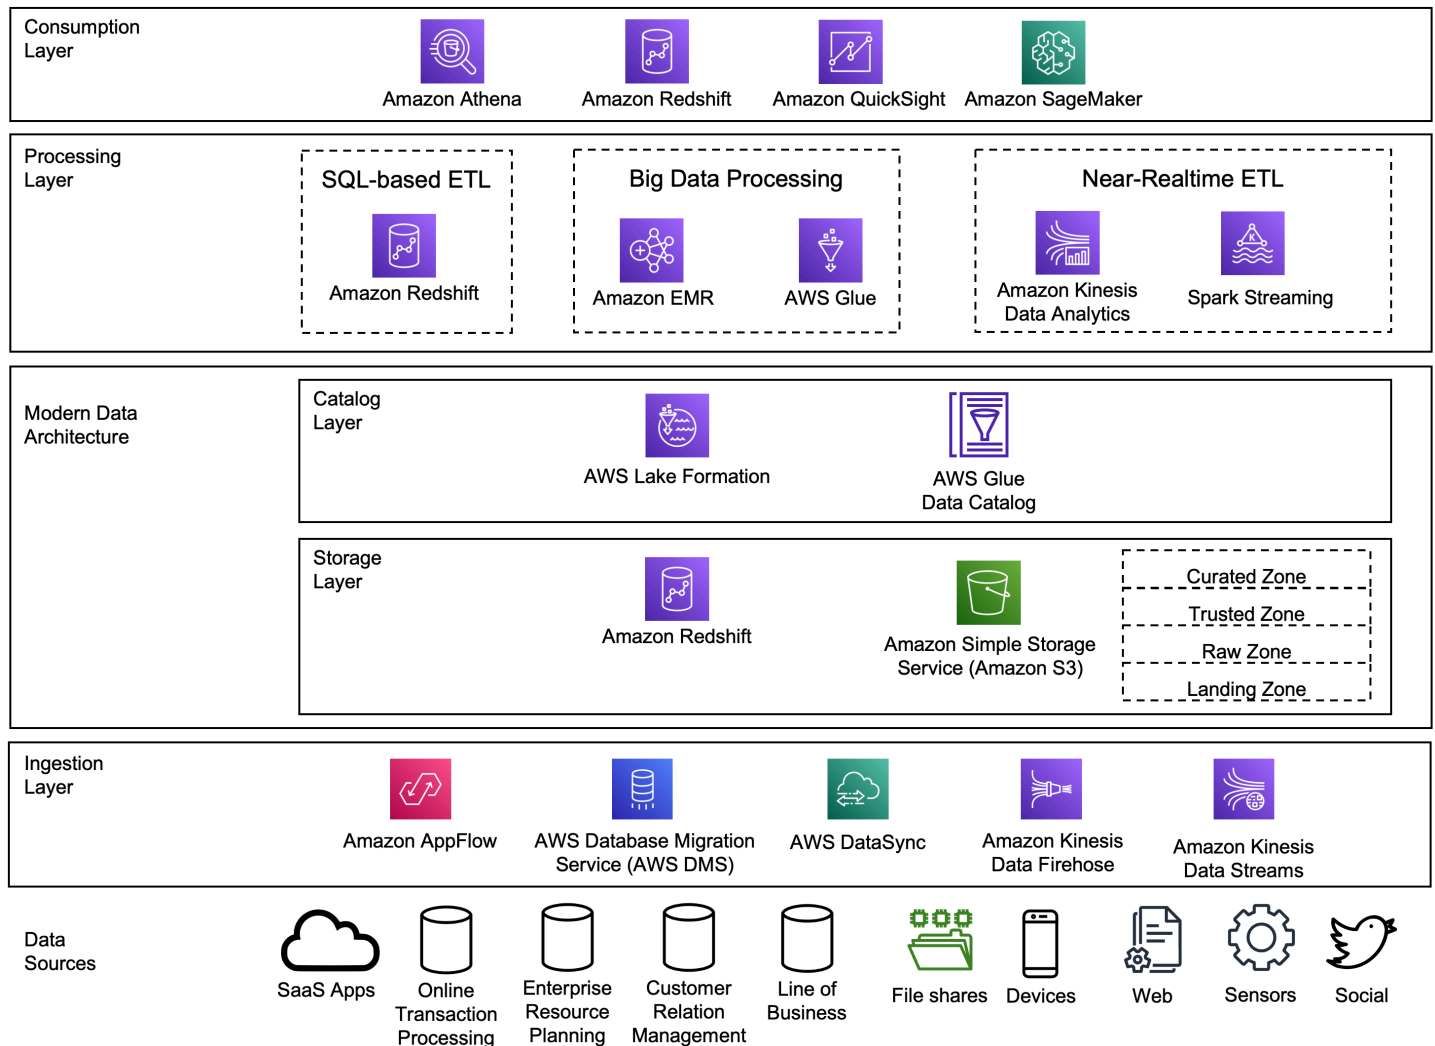 Consumption
Layer
Amazon Athena
Amazon Redshift
Amazon QuickSight
Amazon SageMaker
Processing
Layer
SQL-based ETL
Amazon Redshift
Big Data Processing
Amazon EMR
AWS Glue
Near-Realtime ETL
K
Amazon Kinesis
Data Analytics
Spark Streaming
Modern Data
Architecture
Catalog
Layer
AWS Lake Formation
AWS Glue
Data Catalog
Storage
Layer
Amazon Redshift
Amazon Simple Storage
Service (Amazon S3)
Curated Zone
Trusted Zone
Raw Zone
Landing Zone
Ingestion
Layer
Amazon AppFlow
AWS Database Migration
Service (AWS DMS)
AWS DataSync
Amazon Kinesis
Data Firehose
Amazon Kinesis
Data Streams
Data
Sources
SaaS Apps
Online
Transaction
Processing
Enterprise
Resource
Planning
Customer
Relation
Management
Line of
Business
File shares
Devices
Web
Sensors
Social